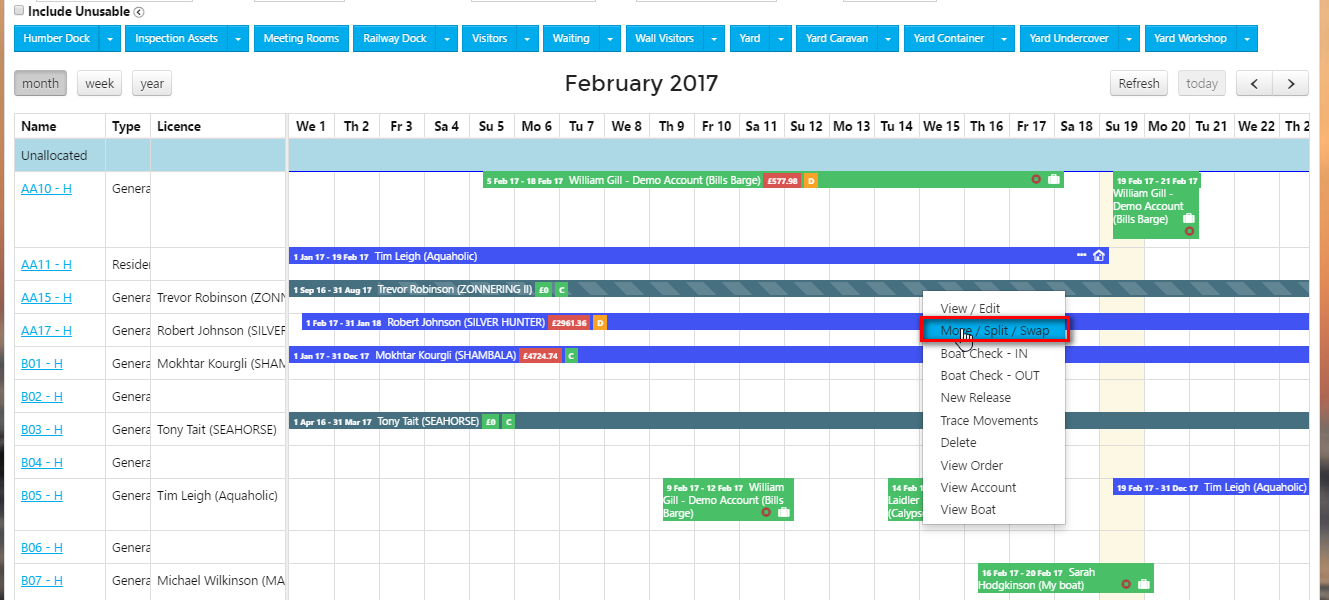 Include Unusable
Humber Dock Inspection Assets Meeting Rooms Railway Dock Visitors Waiting Wall Visitors Yard Yard Caravan Yard Container Yard Undercover Yard Workshop
month week year February 2017 Refresh today < >
Name Type Licence We 1 Th 2 Fr 3 Sa 4 Su 5 Mo 6 Tu 7 We 8 Th 9 Fr 10 Sa 11 Su 12 Mo 13 Tu 14 We 15 Th 16 Fr 17 Sa 18 Su 19 Mo 20 Tu 21 We 22 Th 2
Unallocated
AA10 - H Genera 5 Feb 17 - 18 Feb 17 William Gill - Demo Account (Bills Barge) £577.98 D 19 Feb 17 - 21 Feb 17
William Gill -
Demo Account
(Bills Barge)
AA11 - H Resider 1 Jan 17 - 19 Feb 17 Tim Leigh (Aquaholic)
AA15 - H Genera Trevor Robinson (ZONN 1 Sep 16 - 31 Aug 17 Trevor Robinson (ZONNERING II) £0 C
AA17 - H Genera Robert Johnson (SILVER 1 Feb 17 - 31 Jan 18 Robert Johnson (SILVER HUNTER) £2961.36 D
B01 - H Genera Mokhtar Kourgli (SHAM 1 Jan 17 - 31 Dec 17 Mokhtar Kourgli (SHAMBALA) £4724.74 C
B02 - H Genera
B03 - H Genera Tony Tait (SEAHORSE) 1 Apr 16 - 31 Mar 17 Tony Tait (SEAHORSE) £0 C
B04 - H Genera
B05 - H Genera Tim Leigh (Aquaholic) 9 Feb 17 - 12 Feb 17 William
Gill - Demo Account (Bills
Barge)
14 Feb 1
Laidler
(Calyps
19 Feb 17 - 31 Dec 17 Tim Leigh (Aquaholic)
B06 - H Genera
B07 - H Genera Michael Wilkinson (MA 16 Feb 17 - 20 Feb 17 Sarah
Hodgkinson (My boat)
View / Edit
Move / Split / Swap
Boat Check - IN
Boat Check - OUT
New Release
Trace Movements
Delete
View Order
View Account
View Boat